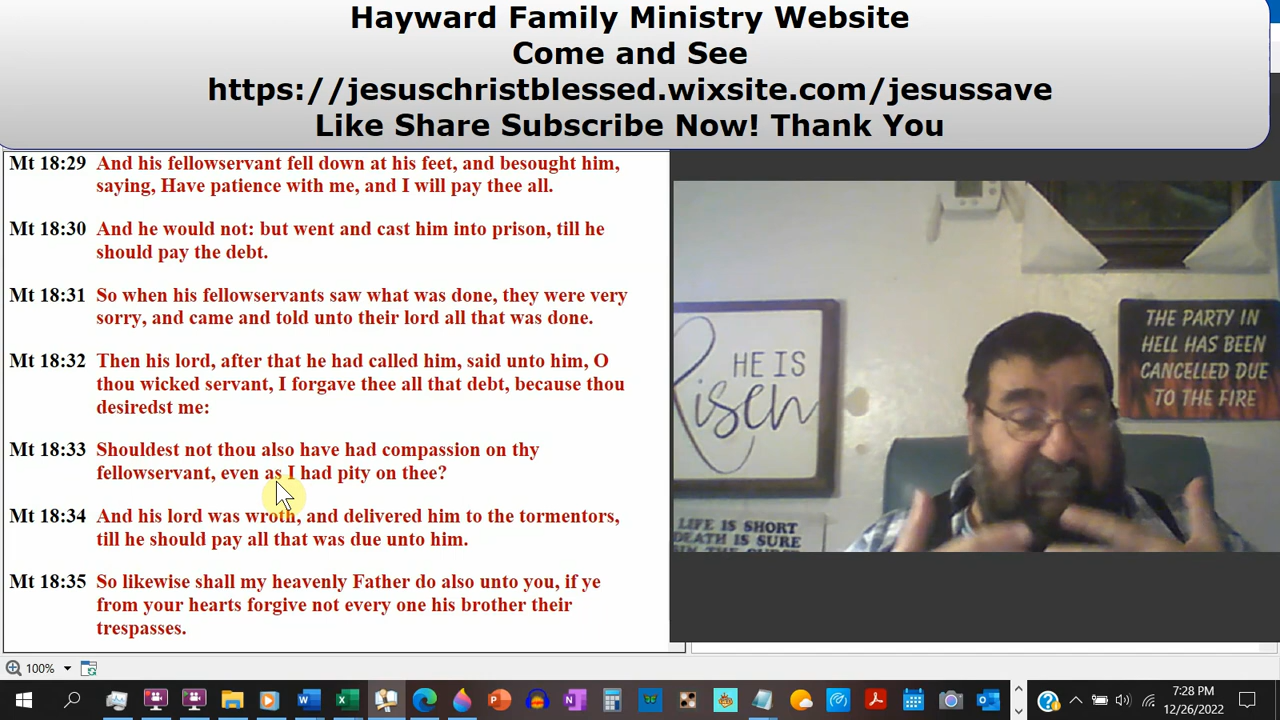 Hayward Family Ministry Website
Come and See
https://jesuschristblessed.wixsite.com/jesussave
Like Share Subscribe Now! Thank You
Mt 18:29 And his fellowservant fell down at his feet, and besought him,
saying, Have patience with me, and I will pay thee all.
Mt 18:30 And he would not: but went and cast him into prison, till he
should pay the debt.
Mt 18:31 So when his fellowservants saw what was done, they were very
sorry, and came and told unto their lord all that was done.
Mt 18:32 Then his lord, after that he had called him, said unto him, O
thou wicked servant, I forgave thee all that debt, because thou
desiredst me:
Mt 18:33 Shouldest not thou also have had compassion on thy
fellowservant, even as I had pity on thee?
Mt 18:34 And his lord was wroth, and delivered him to the tormentors,
till he should pay all that was due unto him.
Mt 18:35 So likewise shall my heavenly Father do also unto you, if ye
from your hearts forgive not every one his brother their
trespasses.
HE IS
Risen
THE PARTY IN
HELL HAS BEEN
CANCELLED DUE
TO THE FIRE
LIFE IS SHORT
DEATH IS SURE
100%
7:28 PM
12/26/2022